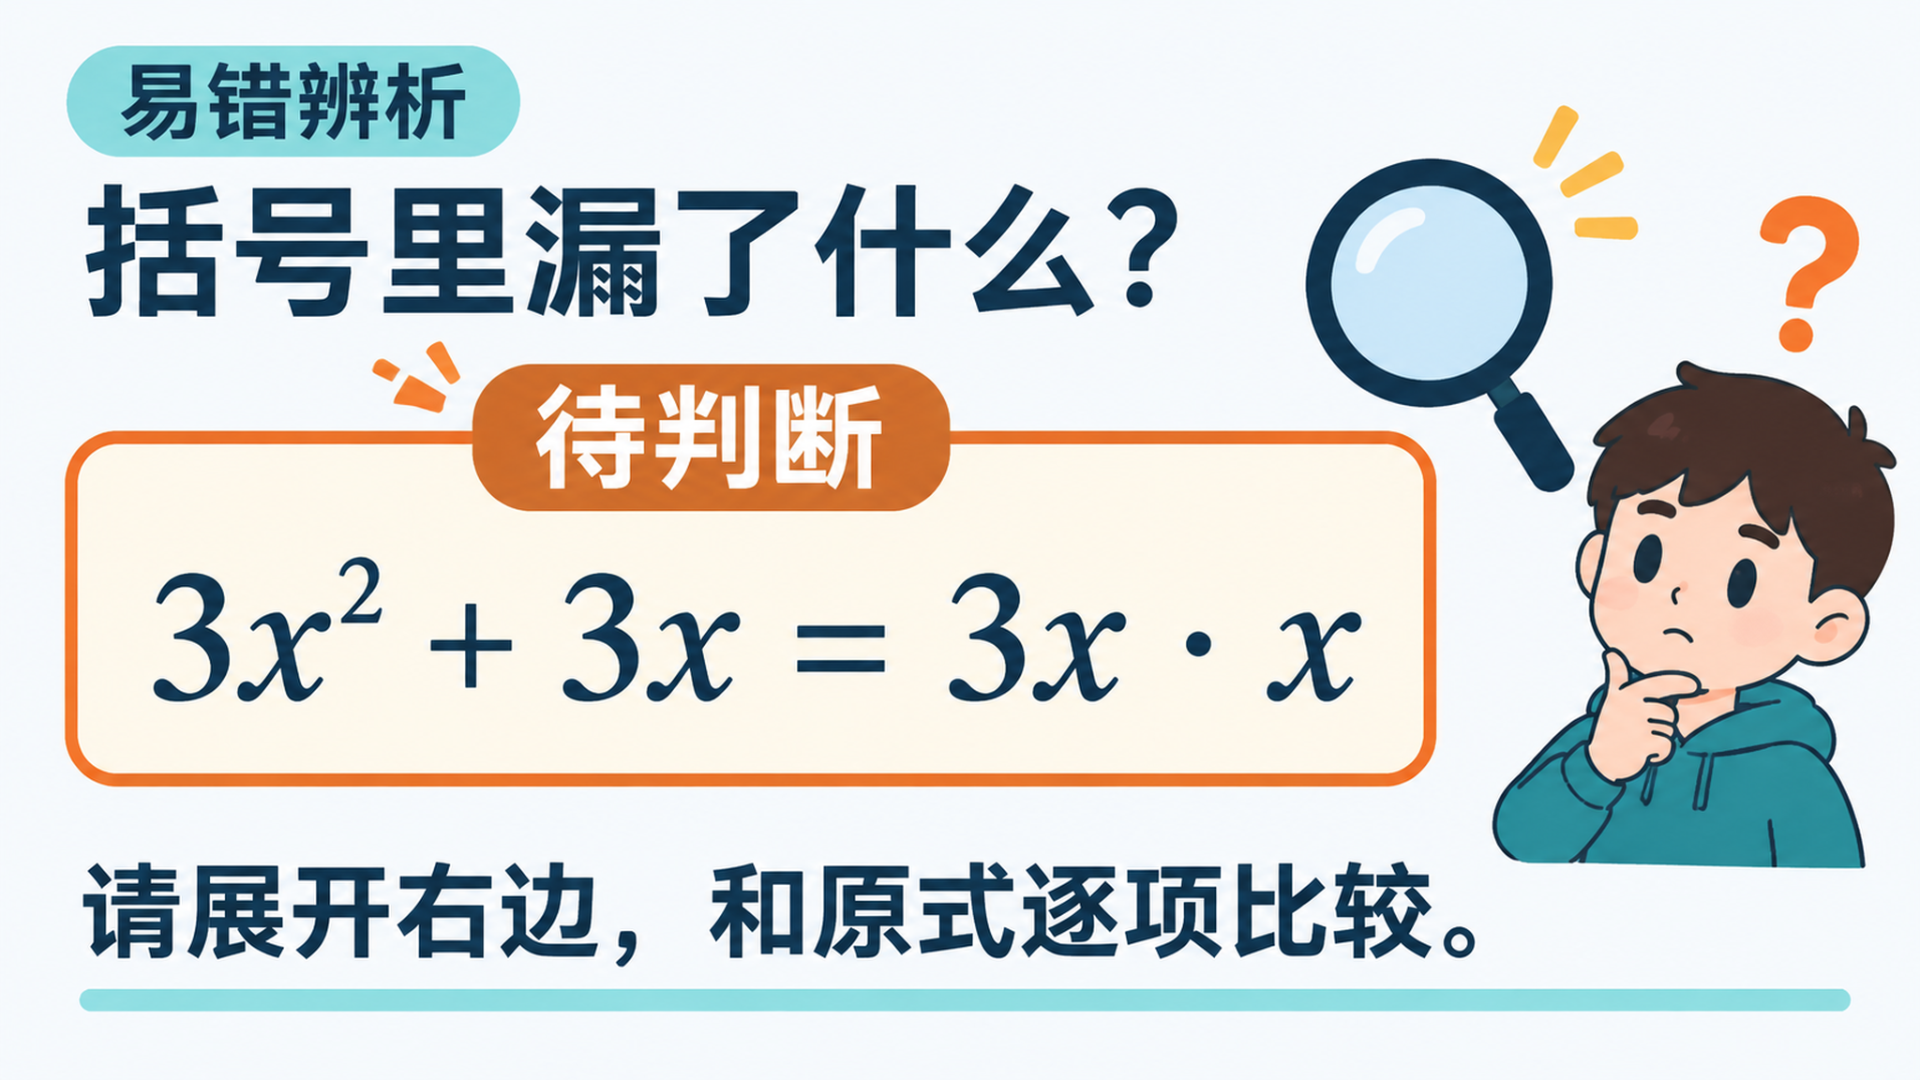 易错辨析
括号里漏了什么?
待判断
3x² + 3x = 3x · x
?
请展开右边，和原式逐项比较。